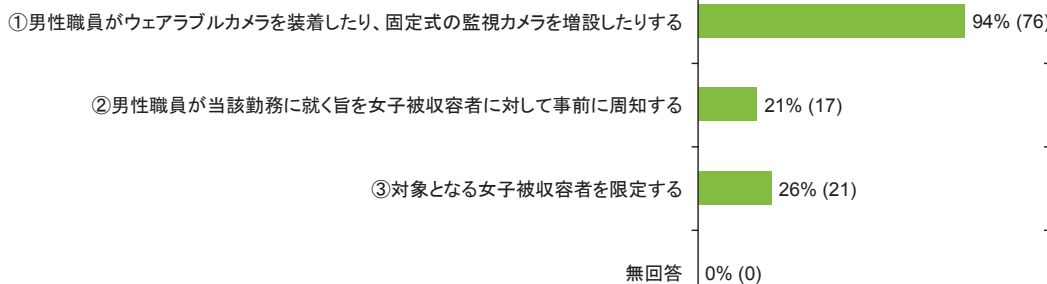 ①男性職員がウェアラブルカメラを装着したり、固定式の監視カメラを増設したりする 94% (76)
②男性職員が当該勤務に就く旨を女子被収容者に対して事前に周知する 21% (17)
③対象となる女子被収容者を限定する 26% (21)
無回答 0% (0)